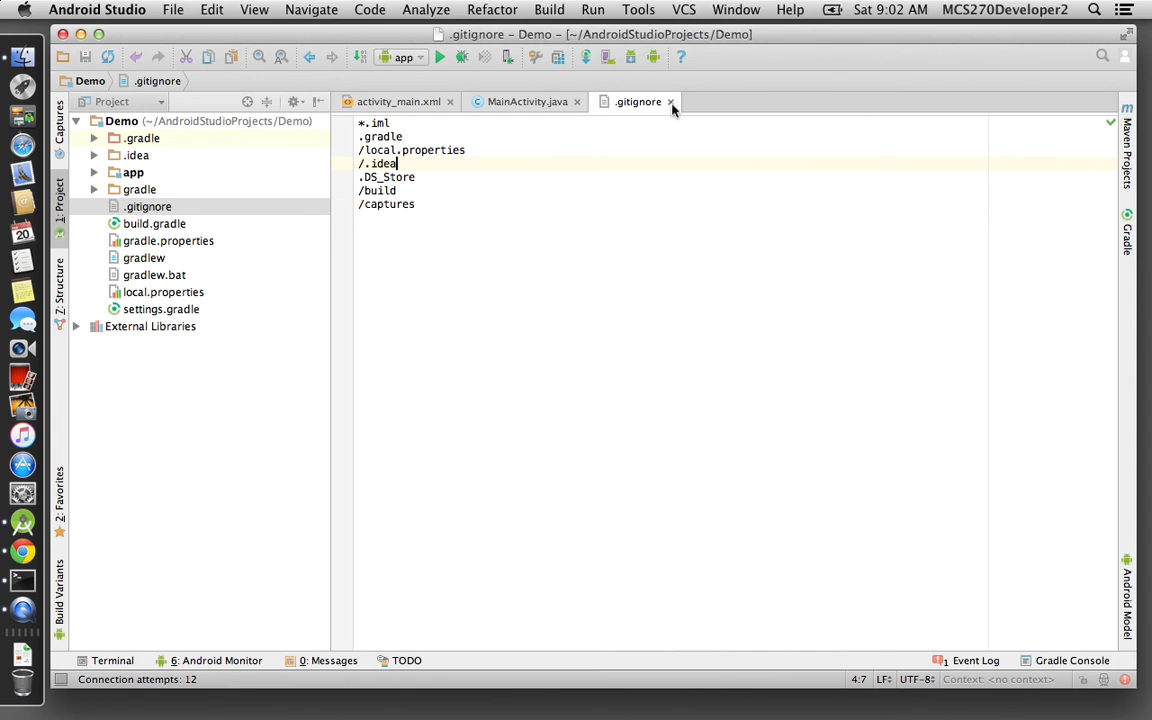 Android Studio File Edit View Navigate Code Analyze Refactor Build Run Tools VCS Window Help Sat 9:02 AM MCS270Developer2
.gitignore - Demo - [~/AndroidStudioProjects/Demo]
app
Demo .gitignore
Project
activity_main.xml MainActivity.java .gitignore
Demo (~/AndroidStudioProjects/Demo)
.gradle
.idea
app
gradle
.gitignore
build.gradle
gradle.properties
gradlew
gradlew.bat
local.properties
settings.gradle
External Libraries
*.iml
.gradle
/local.properties
/.idea
.DS_Store
/build
/captures
Captures
1: Project
7: Structure
2: Favorites
Build Variants
20
Maven Projects
Gradle
Android Model
Terminal 6: Android Monitor 0: Messages TODO 1 Event Log Gradle Console
Connection attempts: 12 4:7 LF UTF-8 Context: <no context>